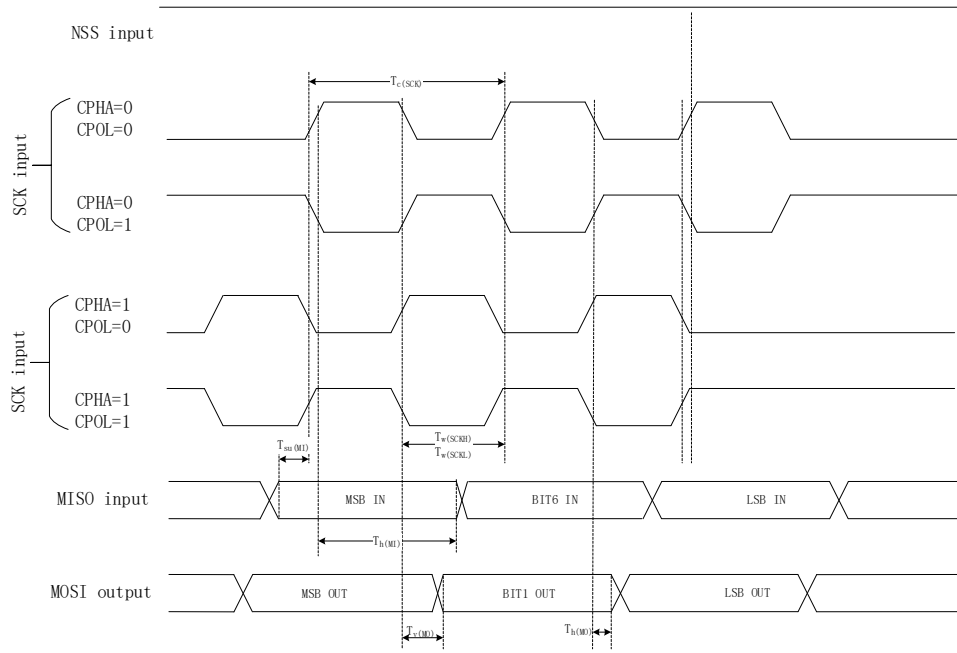 NSS input
Tc(SCK)
SCK input
CPHA=0
CPOL=0
CPHA=0
CPOL=1
SCK input
CPHA=1
CPOL=0
CPHA=1
CPOL=1
Tsu(MI)
Tw(SCKH)
Tw(SCKL)
MISO input
MSB IN
BIT6 IN
LSB IN
Th(MI)
MOSI output
MSB OUT
BIT1 OUT
LSB OUT
Tv(MO)
Th(MO)